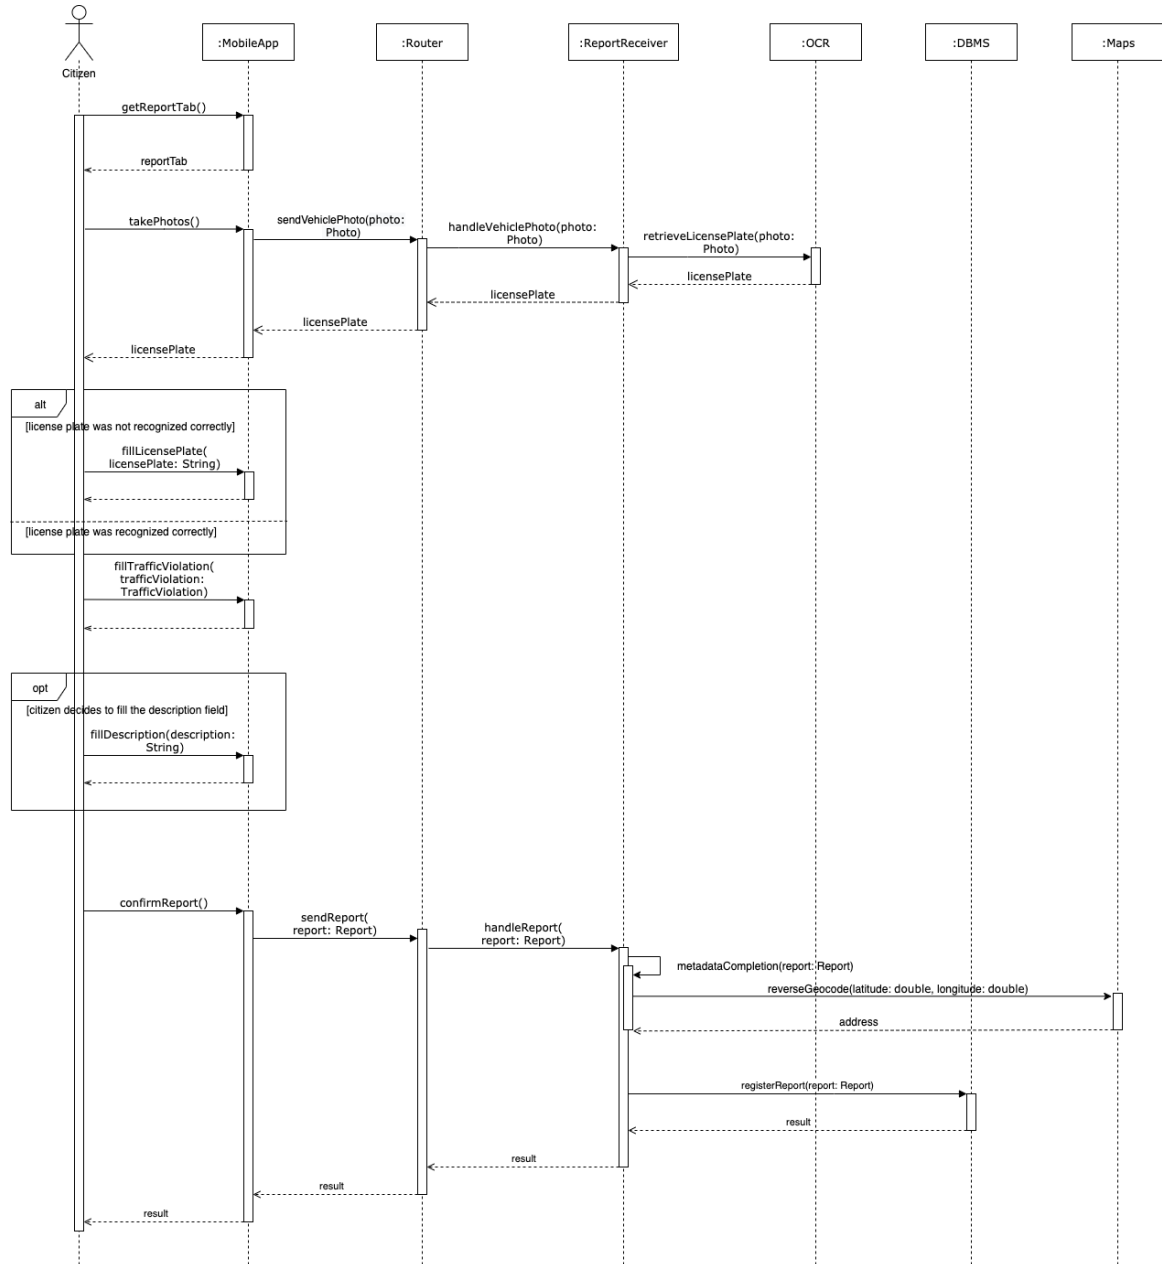 :MobileApp
:Router
:ReportReceiver
:OCR
:DBMS
:Maps
Citizen
getReportTab()
reportTab
takePhotos()
sendVehiclePhoto(photo:
Photo)
handleVehiclePhoto(photo:
Photo)
retrieveLicensePlate(photo:
Photo)
licensePlate
licensePlate
licensePlate
licensePlate
alt
[license plate was not recognized correctly]
fillLicensePlate(
licensePlate: String)
[license plate was recognized correctly]
fillTrafficViolation(
trafficViolation:
TrafficViolation)
opt
[citizen decides to fill the description field]
fillDescription(description:
String)
confirmReport()
sendReport(
report: Report)
handleReport(
report: Report)
metadataCompletion(report: Report)
reverseGeocode(latitude: double, longitude: double)
address
registerReport(report: Report)
result
result
result
result